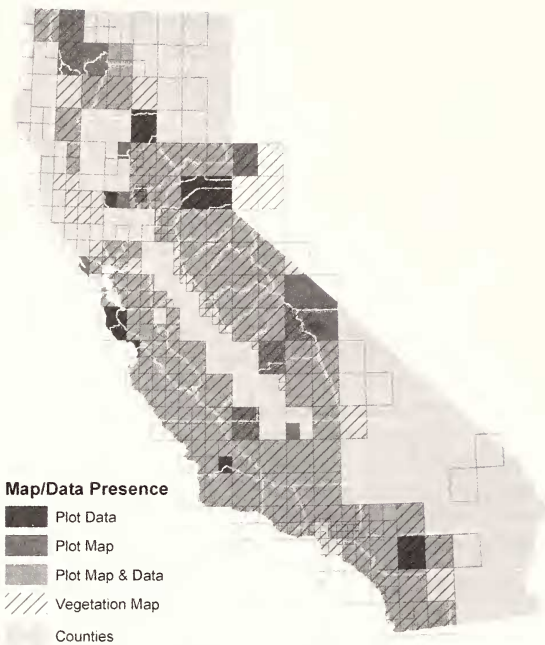 Map/Data Presence
Plot Data
Plot Map
Plot Map & Data
Vegetation Map
Counties